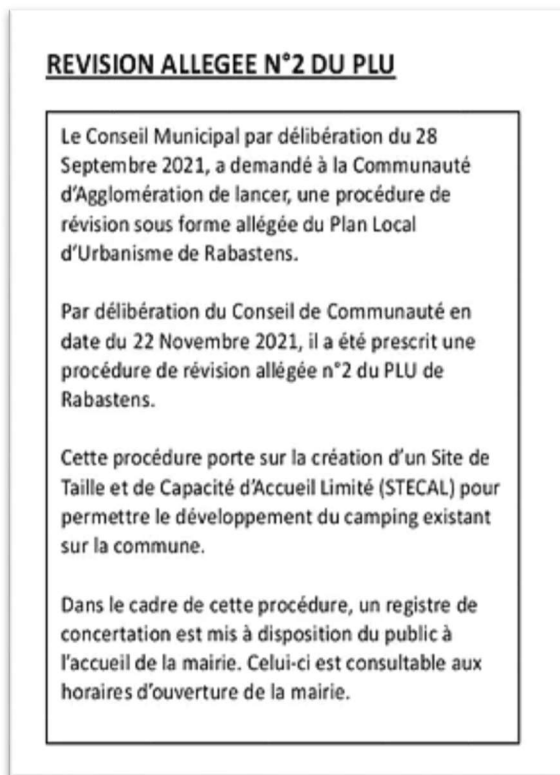 REVISION ALLEGEE N°2 DU PLU
Le Conseil Municipal par délibération du 28
Septembre 2021, a demandé à la Communauté
d'Agglomération de lancer, une procédure de
révision sous forme allégée du Plan Local
d'Urbanisme de Rabastens.
Par délibération du Conseil de Communauté en
date du 22 Novembre 2021, il a été prescrit une
procédure de révision allégée n°2 du PLU de
Rabastens.
Cette procédure porte sur la création d'un Site de
Taille et de Capacité d'Accueil Limité (STECAL) pour
permettre le développement du camping existant
sur la commune.
Dans le cadre de cette procédure, un registre de
concertation est mis à disposition du public à
l'accueil de la mairie. Celui-ci est consultable aux
horaires d'ouverture de la mairie.